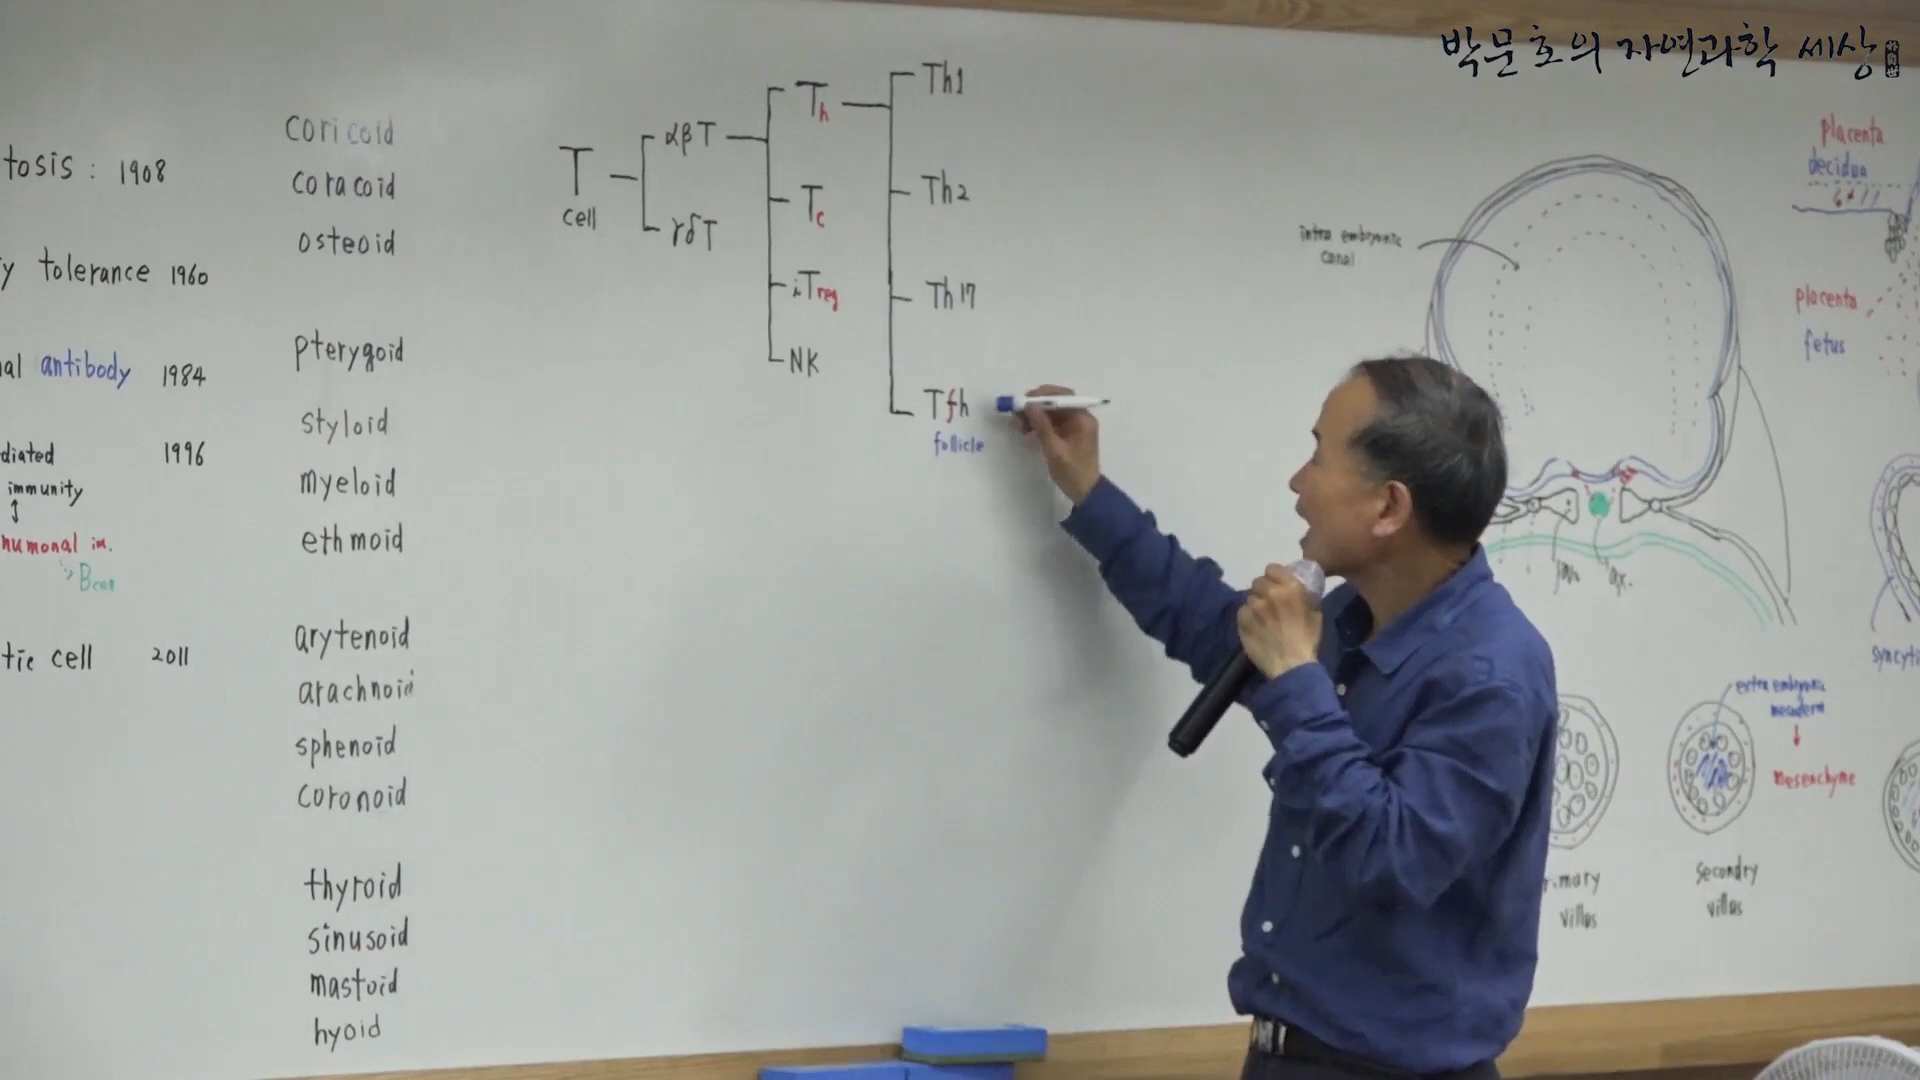 박문호의 자연과학 세상
tosis : 1908
y tolerance 1960
al antibody 1984
diated 1996
immunity
humonal im.
B cell
tic cell 2011
coricoid
coracoid
osteoid
pterygoid
styloid
myeloid
ethmoid
arytenoid
arachnoid
sphenoid
coronoid
thyroid
sinusoid
mastoid
hyoid
T
cell
αβT
γδT
Th
Tc
iTreg
NK
Th1
Th2
Th17
Tfh
follicle
intra embryonic
canal
placenta
decidua
placenta
fetus
syncyti
extra embryonic
mesoderm
mesenchyme
rimary
villus
Secondry
villus